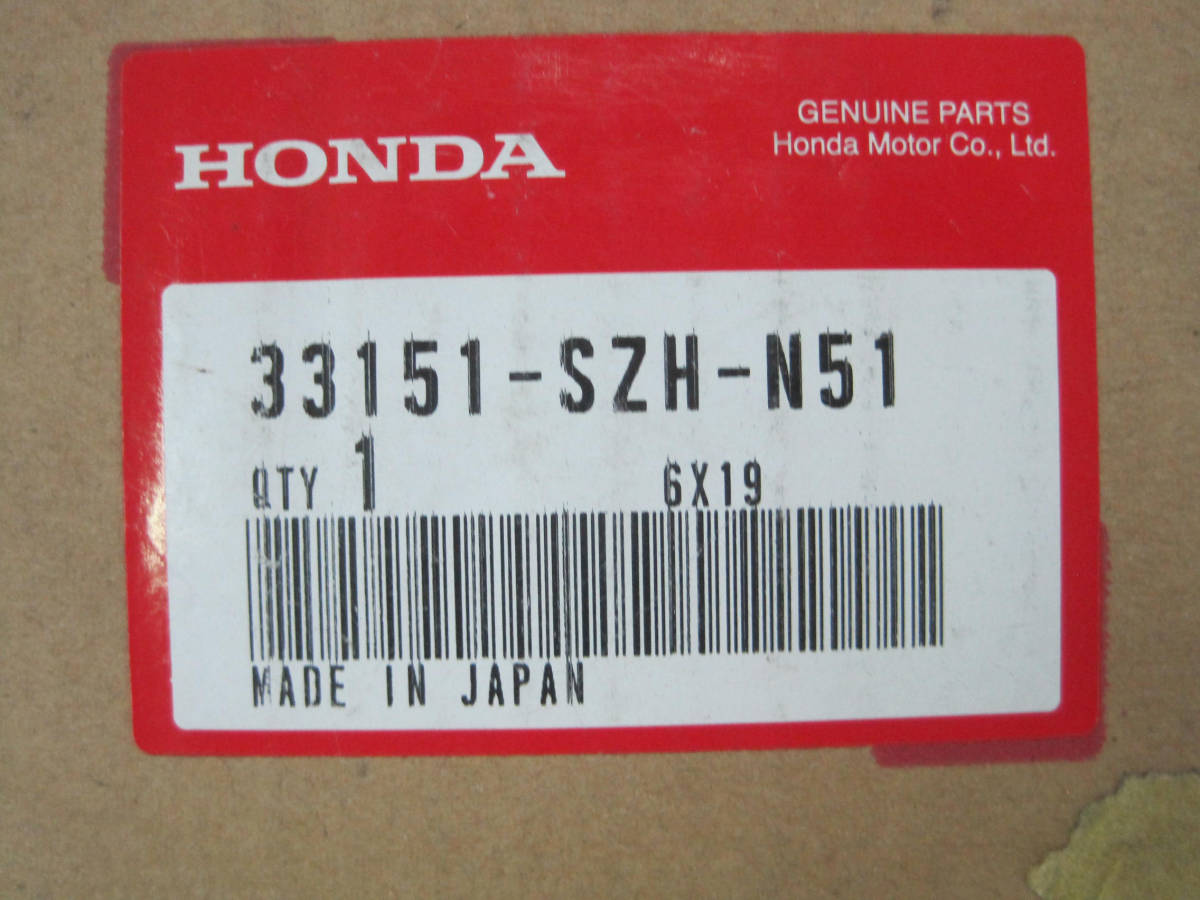 HONDA
GENUINE PARTS
Honda Motor Co., Ltd.
33151-SZH-N51
QTY 1 6X19
MADE IN JAPAN